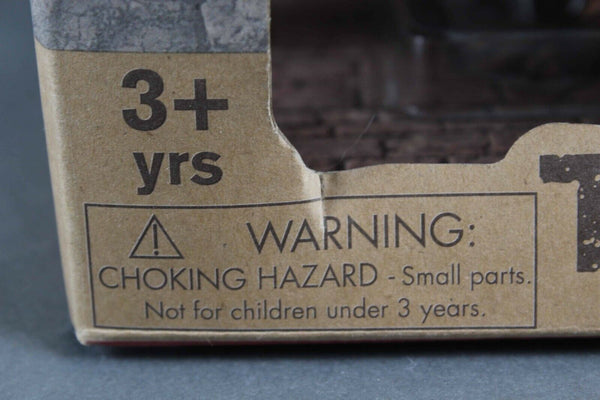 3+
yrs
WARNING:
CHOKING HAZARD - Small parts.
Not for children under 3 years.
T